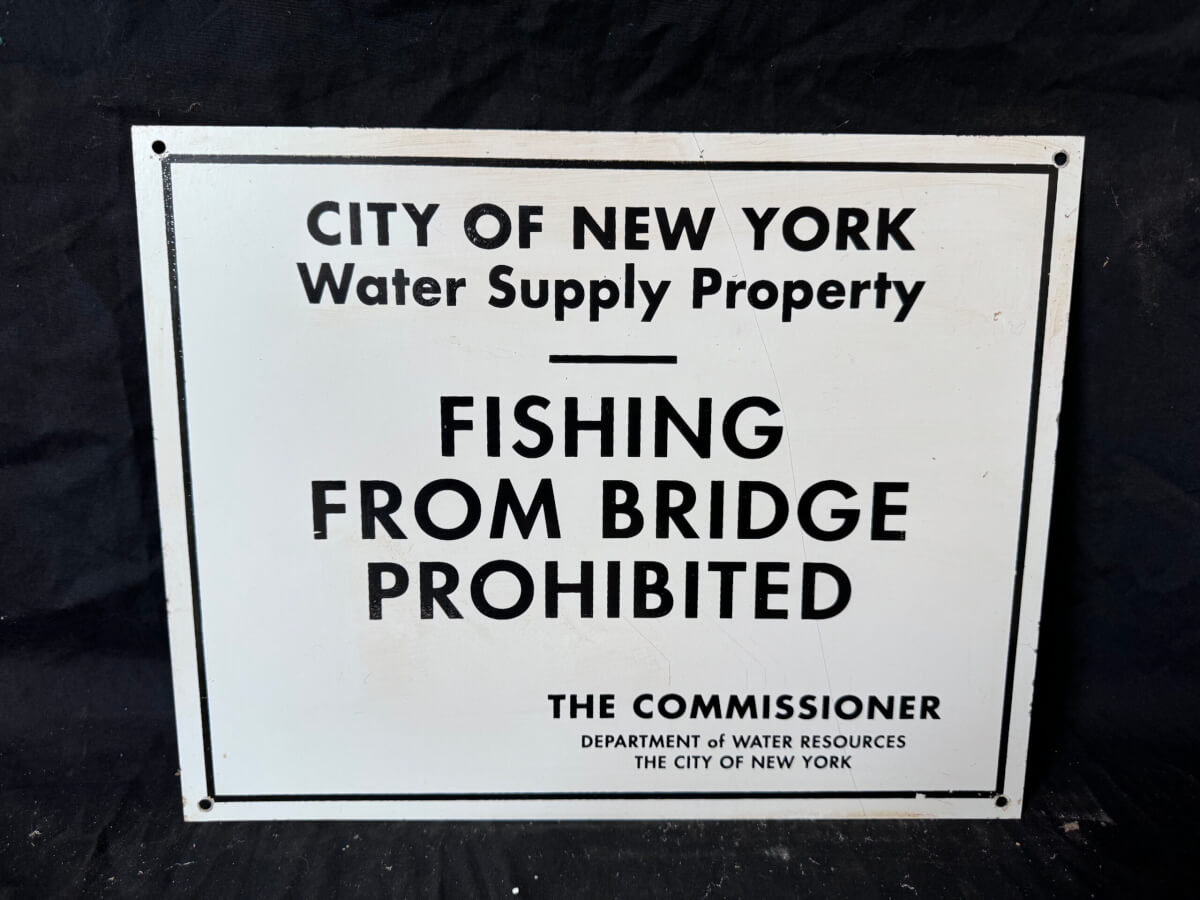 CITY OF NEW YORK
Water Supply Property
FISHING
FROM BRIDGE
PROHIBITED
THE COMMISSIONER
DEPARTMENT of WATER RESOURCES
THE CITY OF NEW YORK